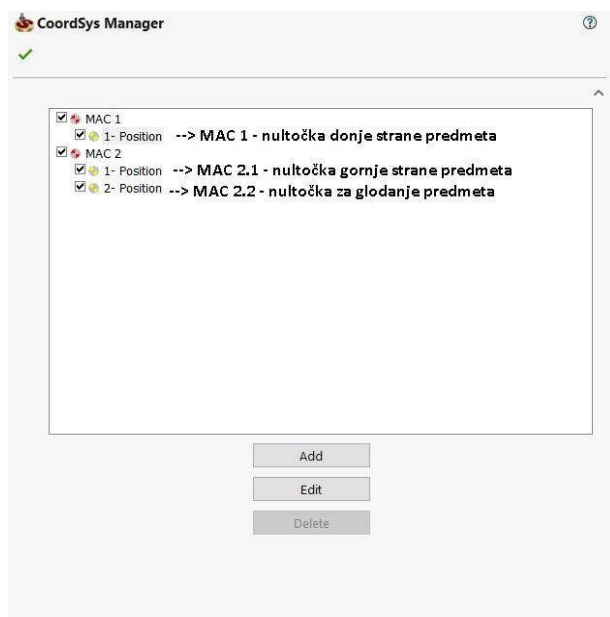 CoordSys Manager
MAC 1
1- Position --> MAC 1 - nultočka donje strane predmeta
MAC 2
1- Position --> MAC 2.1 - nultočka gornje strane predmeta
2- Position --> MAC 2.2 - nultočka za glodanje predmeta
Add
Edit
Delete